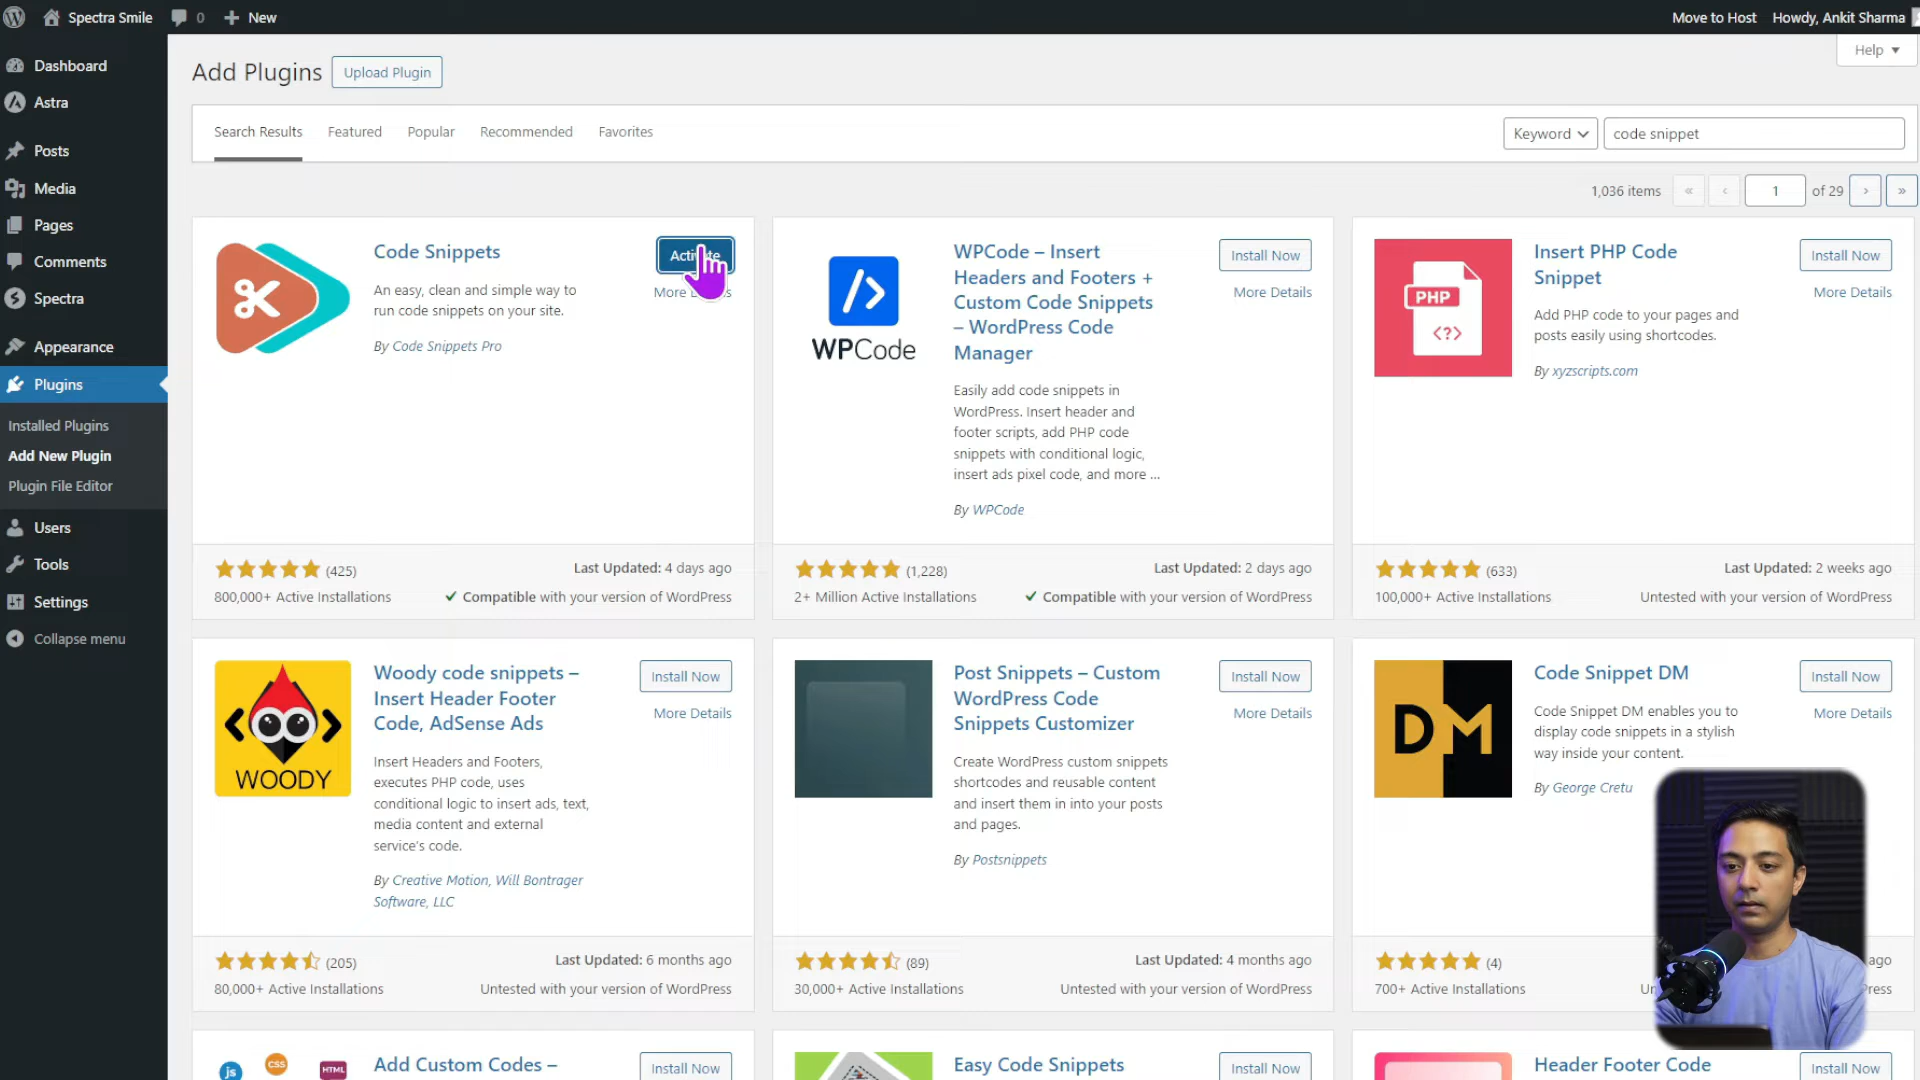 Spectra Smile
0
New
Move to Host
Howdy, Ankit Sharma
Dashboard
Astra
Posts
Media
Pages
Comments
Spectra
Appearance
Plugins
Installed Plugins
Add New Plugin
Plugin File Editor
Users
Tools
Settings
Collapse menu
Help
Add Plugins
Upload Plugin
Search Results
Featured
Popular
Recommended
Favorites
Keyword
code snippet
1,036 items
«
‹
1
of 29
›
»
Code Snippets
An easy, clean and simple way to
run code snippets on your site.
By Code Snippets Pro
(425)
800,000+ Active Installations
Last Updated: 4 days ago
Compatible with your version of WordPress
WPCode
WPCode – Insert
Headers and Footers +
Custom Code Snippets
– WordPress Code
Manager
Install Now
More Details
Easily add code snippets in
WordPress. Insert header and
footer scripts, add PHP code
snippets with conditional logic,
insert ads pixel code, and more ...
By WPCode
(1,228)
2+ Million Active Installations
Last Updated: 2 days ago
Compatible with your version of WordPress
PHP
<?>
Insert PHP Code
Snippet
Install Now
More Details
Add PHP code to your pages and
posts easily using shortcodes.
By xyzscripts.com
(633)
100,000+ Active Installations
Last Updated: 2 weeks ago
Untested with your version of WordPress
WOODY
Woody code snippets –
Insert Header Footer
Code, AdSense Ads
Install Now
More Details
Insert Headers and Footers,
executes PHP code, uses
conditional logic to insert ads, text,
media content and external
service's code.
By Creative Motion, Will Bontrager
Software, LLC
(205)
80,000+ Active Installations
Last Updated: 6 months ago
Untested with your version of WordPress
Post Snippets – Custom
WordPress Code
Snippets Customizer
Install Now
More Details
Create WordPress custom snippets
shortcodes and reusable content
and insert them in into your posts
and pages.
By Postsnippets
(89)
30,000+ Active Installations
Last Updated: 4 months ago
Untested with your version of WordPress
DM
Code Snippet DM
Install Now
More Details
Code Snippet DM enables you to
display code snippets in a stylish
way inside your content.
By George Cretu
(4)
700+ Active Installations
ago
js
CSS
HTML
Add Custom Codes –
Install Now
Easy Code Snippets
Install Now
Header Footer Code
Install Now